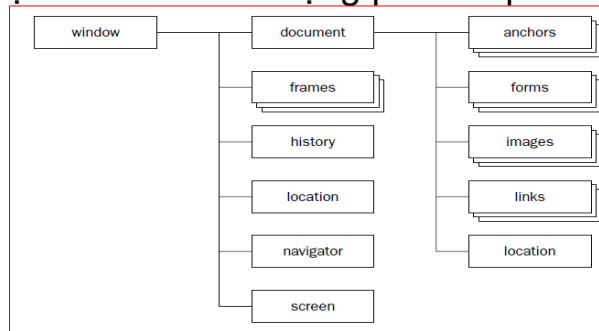 window document anchors
frames forms
history images
location links
navigator location
screen